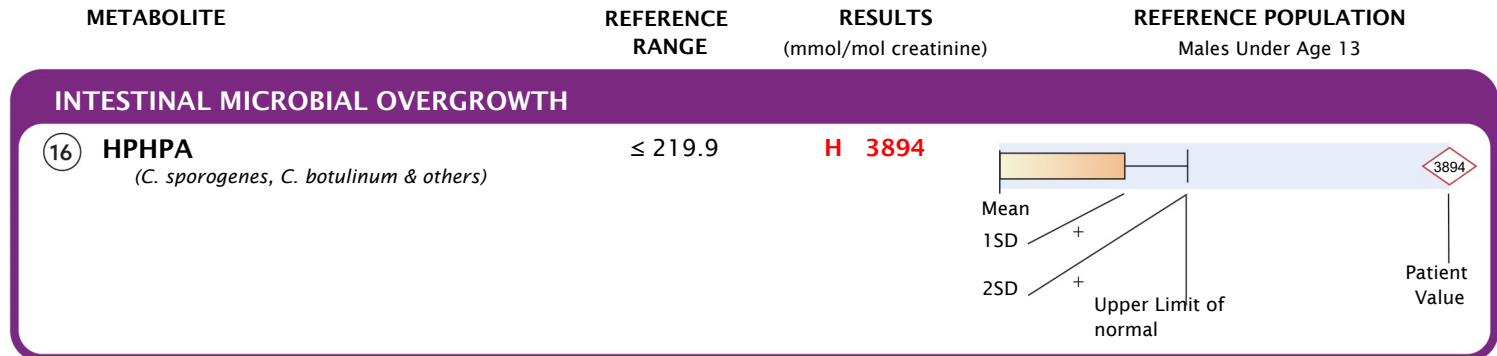 METABOLITE REFERENCE RANGE RESULTS REFERENCE POPULATION
(mmol/mol creatinine) Males Under Age 13
INTESTINAL MICROBIAL OVERGROWTH
16 HPHPA ≤ 219.9 H 3894 3894
(C. sporogenes, C. botulinum & others)
Mean
1SD +
2SD +
Upper Limit of
normal
Patient
Value